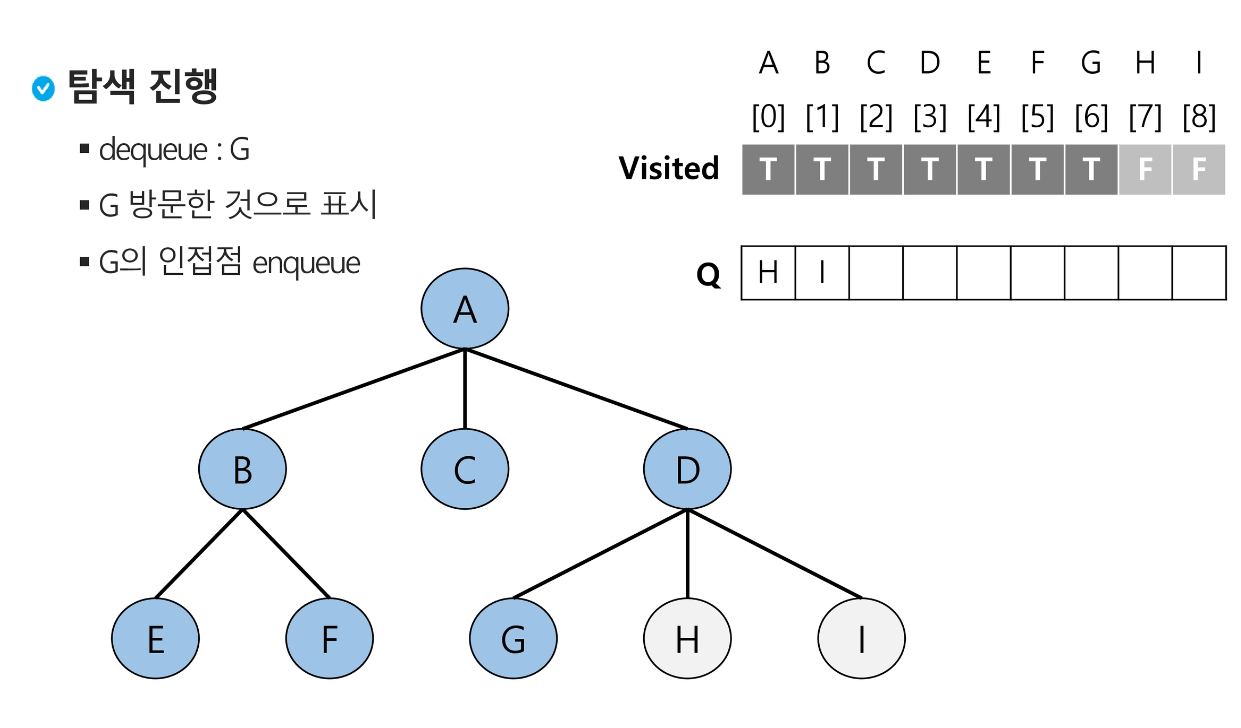 탐색 진행
dequeue : G
G 방문한 것으로 표시
G의 인접점 enqueue
A B C D E F G H I
[0] [1] [2] [3] [4] [5] [6] [7] [8]
Visited T T T T T T T F F
Q H I
A
B C D
E F G H I